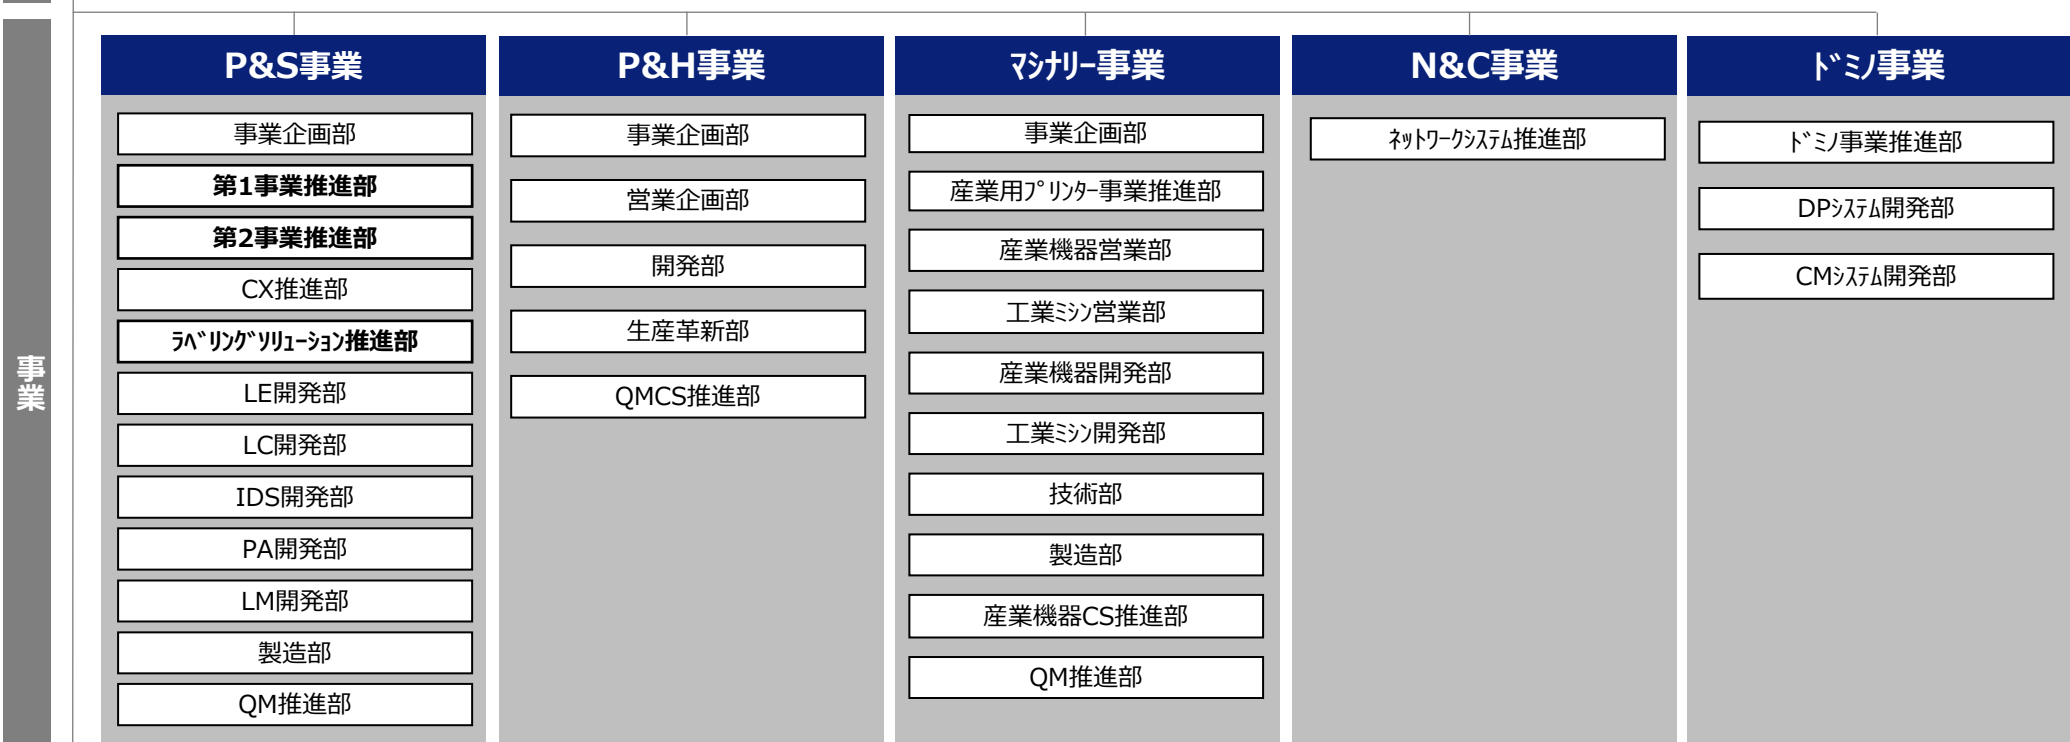 事業
P&S事業
事業企画部
第1事業推進部
第2事業推進部
CX推進部
ﾗﾍﾞﾘﾝｸﾞｿﾘｭｰｼｮﾝ推進部
LE開発部
LC開発部
IDS開発部
PA開発部
LM開発部
製造部
QM推進部
P&H事業
事業企画部
営業企画部
開発部
生産革新部
QMCS推進部
ﾏｼﾅﾘｰ事業
事業企画部
産業用ﾌﾟﾘﾝﾀｰ事業推進部
産業機器営業部
工業ﾐｼﾝ営業部
産業機器開発部
工業ﾐｼﾝ開発部
技術部
製造部
産業機器CS推進部
QM推進部
N&C事業
ﾈｯﾄﾜｰｸｼｽﾃﾑ推進部
ﾄﾞﾐﾉ事業
ﾄﾞﾐﾉ事業推進部
DPｼｽﾃﾑ開発部
CMｼｽﾃﾑ開発部